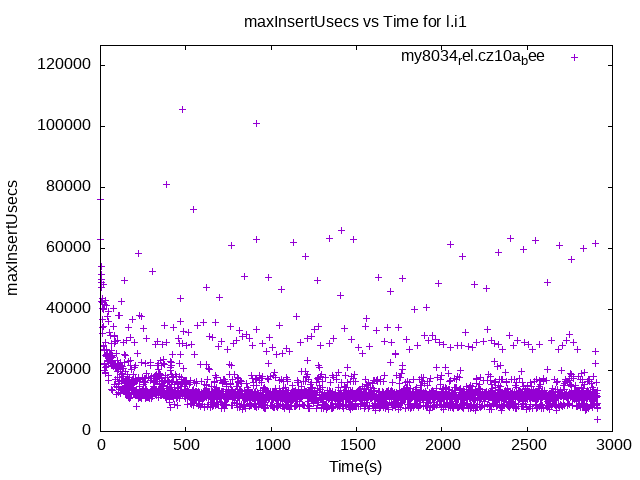 maxInsertUsecs vs Time for l.i1
my8034rel.cz10abee
maxInsertUsecs
120000
100000
80000
60000
40000
20000
0
0 500 1000 1500 2000 2500 3000
Time(s)